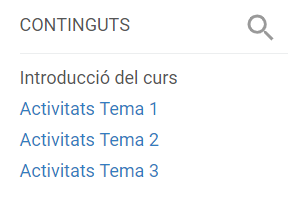 CONTINGUTS
Introducció del curs
Activitats Tema 1
Activitats Tema 2
Activitats Tema 3